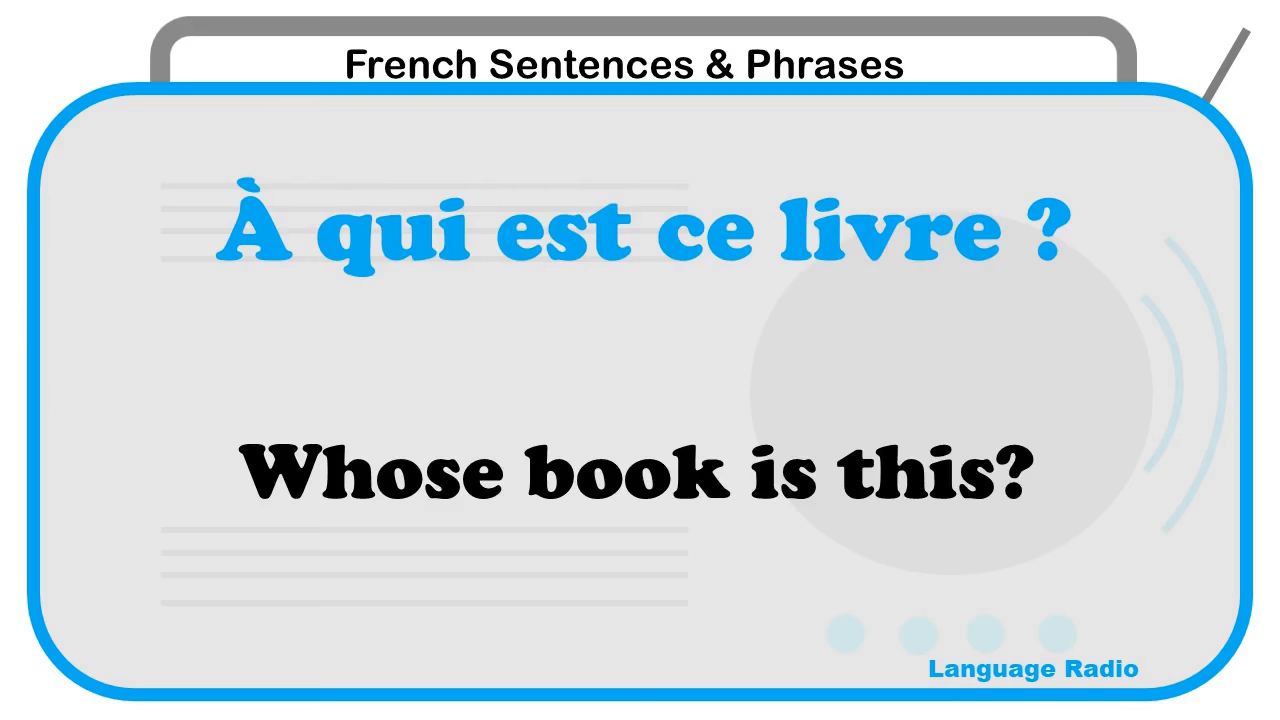 French Sentences & Phrases
À qui est ce livre ?
Whose book is this?
Language Radio